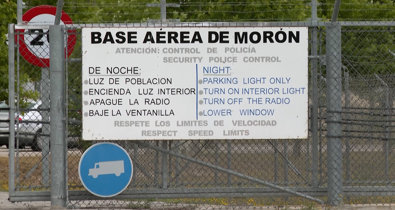 2
BASE AÉREA DE MORÓN
ATENCIÓN: CONTROL DE POLICÍA
SECURITY POLICE CONTROL
DE NOCHE:
LUZ DE POBLACION
ENCIENDA LUZ INTERIOR
APAGUE LA RADIO
BAJE LA VENTANILLA
NIGHT:
PARKING LIGHT ONLY
TURN ON INTERIOR LIGHT
TURN OFF THE RADIO
LOWER WINDOW
RESPETE LOS LIMITES DE VELOCIDAD
RESPECT SPEED LIMITS